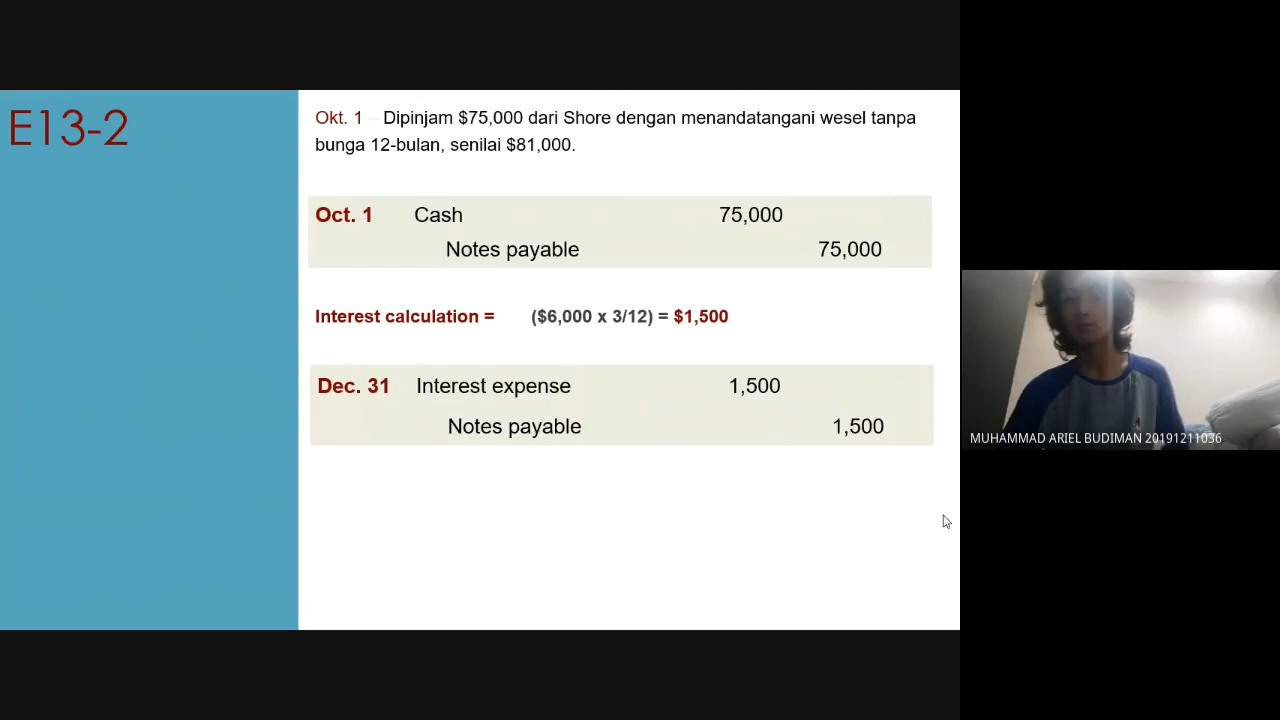 E13-2
Okt. 1 – Dipinjam $75,000 dari Shore dengan menandatangani wesel tanpa
bunga 12-bulan, senilai $81,000.
Oct. 1 Cash 75,000
Notes payable 75,000
Interest calculation = ($6,000 x 3/12) = $1,500
Dec. 31 Interest expense 1,500
Notes payable 1,500
MUHAMMAD ARIEL BUDIMAN 20191211036